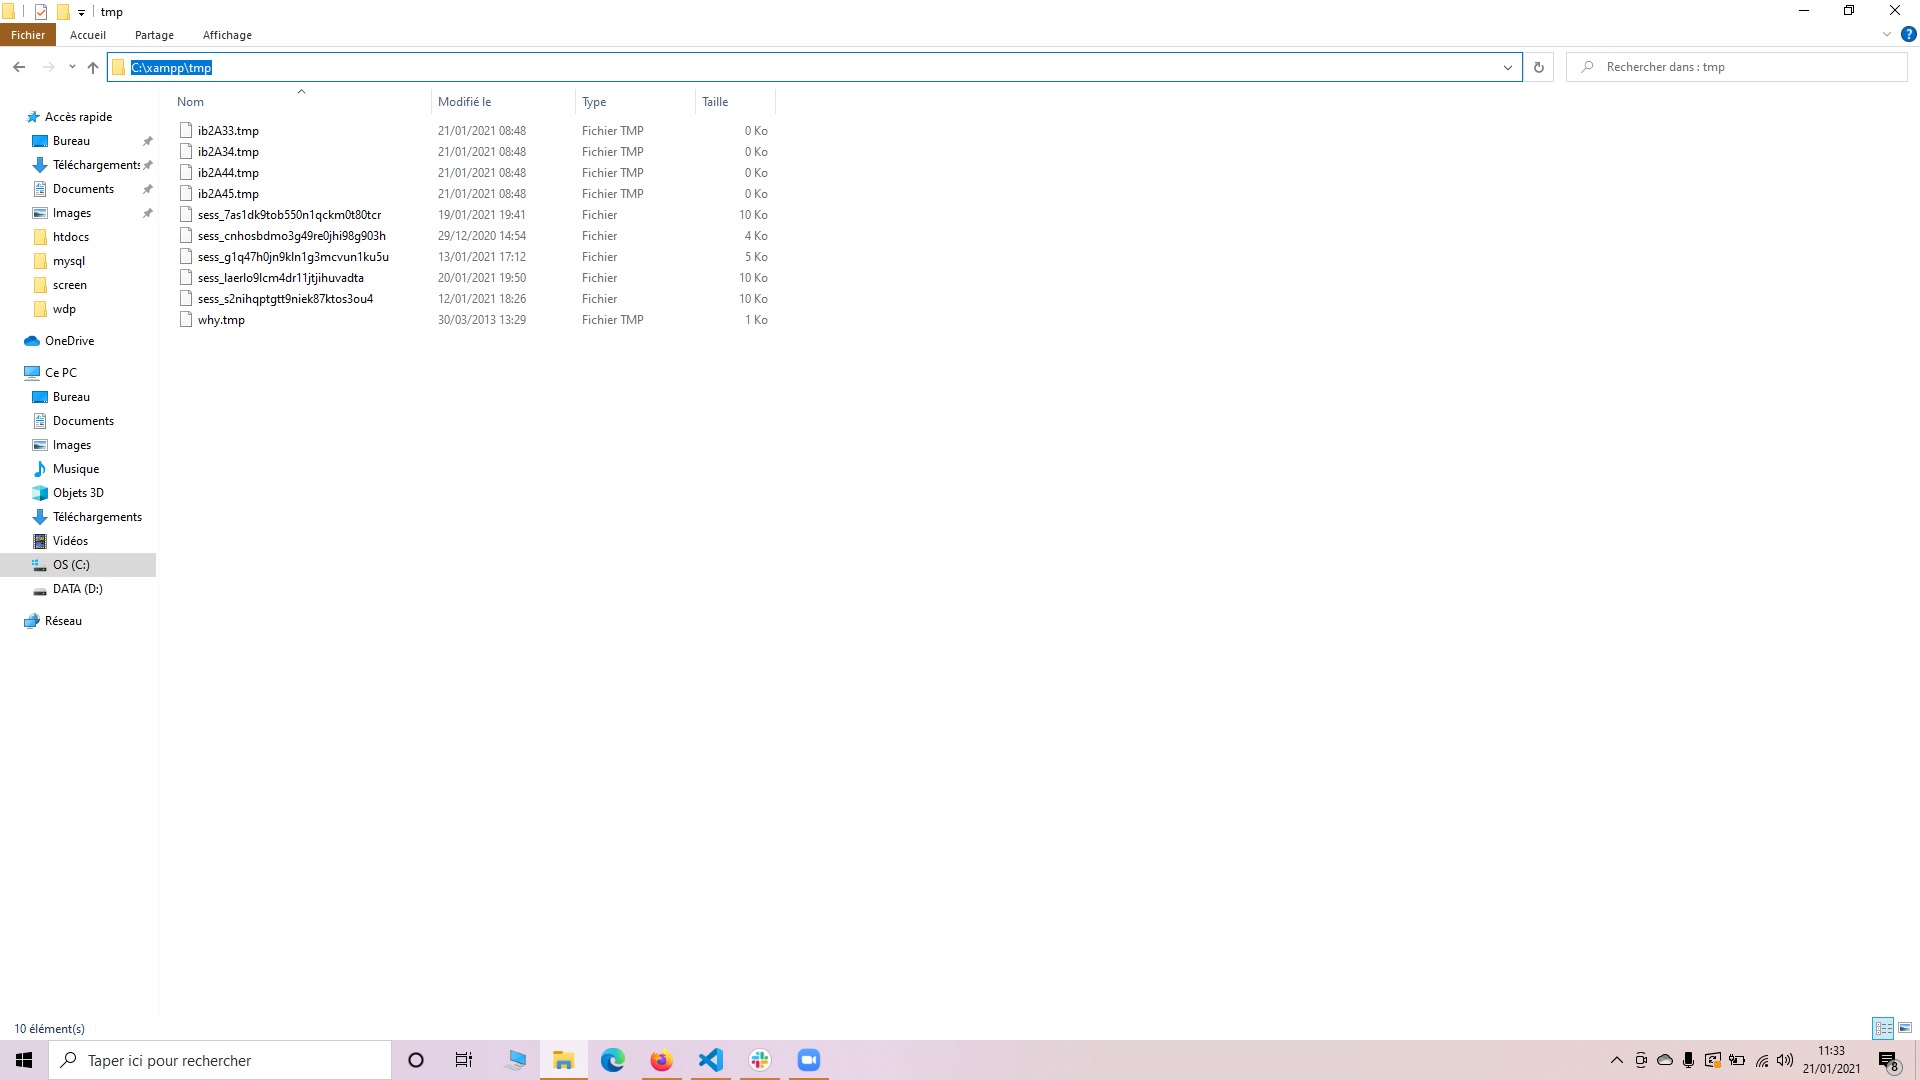 tmp
Fichier Accueil Partage Affichage
C:\xampp\tmp
Rechercher dans : tmp
Nom Modifié le Type Taille
ib2A33.tmp 21/01/2021 08:48 Fichier TMP 0 Ko
ib2A34.tmp 21/01/2021 08:48 Fichier TMP 0 Ko
ib2A44.tmp 21/01/2021 08:48 Fichier TMP 0 Ko
ib2A45.tmp 21/01/2021 08:48 Fichier TMP 0 Ko
sess_7as1dk9tob550n1qckm0t80tcr 19/01/2021 19:41 Fichier 10 Ko
sess_cnhosbdmo3g49re0jhi98g903h 29/12/2020 14:54 Fichier 4 Ko
sess_g1q47h0jn9kln1g3mcvun1ku5u 13/01/2021 17:12 Fichier 5 Ko
sess_laerlo9lcm4dr11jtjihuvadta 20/01/2021 19:50 Fichier 10 Ko
sess_s2nihqptgtt9niek87ktos3ou4 12/01/2021 18:26 Fichier 10 Ko
why.tmp 30/03/2013 13:29 Fichier TMP 1 Ko
Accès rapide
Bureau
Téléchargements
Documents
Images
htdocs
mysql
screen
wdp
OneDrive
Ce PC
Bureau
Documents
Images
Musique
Objets 3D
Téléchargements
Vidéos
OS (C:)
DATA (D:)
Réseau
10 élément(s)
Taper ici pour rechercher
11:33
21/01/2021
8